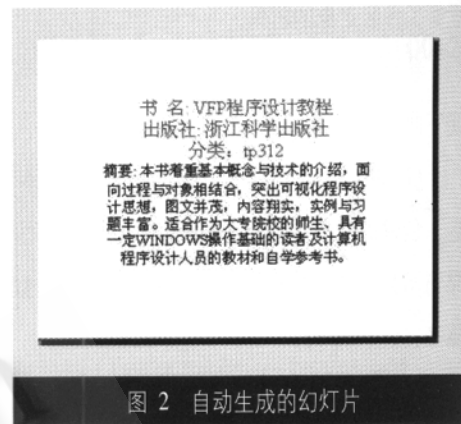 书 名: VFP程序设计教程
出版社: 浙江科学出版社
分类: tp312
摘要: 本书着重基本概念与技术的介绍，面
向过程与对象相结合，突出可视化程序设
计思想，图文并茂，内容翔实，实例与习
题丰富。适合作为大专院校的师生、具有
一定WINDOWS操作基础的读者及计算机
程序设计人员的教材和自学参考书。
图 2 自动生成的幻灯片